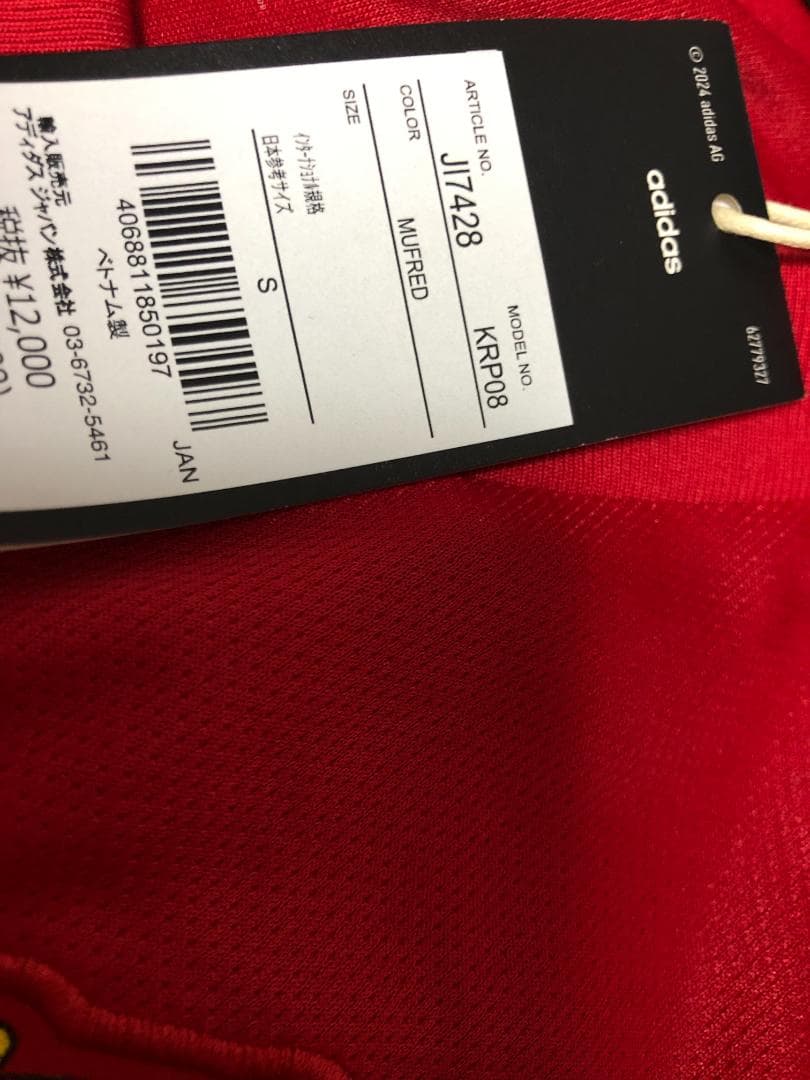 © 2024 adidas AG
adidas
62779327
ARTICLE NO.
MODEL NO.
JI7428
KRP08
COLOR
MUFRED
SIZE
インターナショナル規格
日本参考サイズ
S
JAN
4068811850197
ベトナム製
輸入販売元
アディダス ジャパン株式会社 03-6732-5461
税抜 ¥12,000